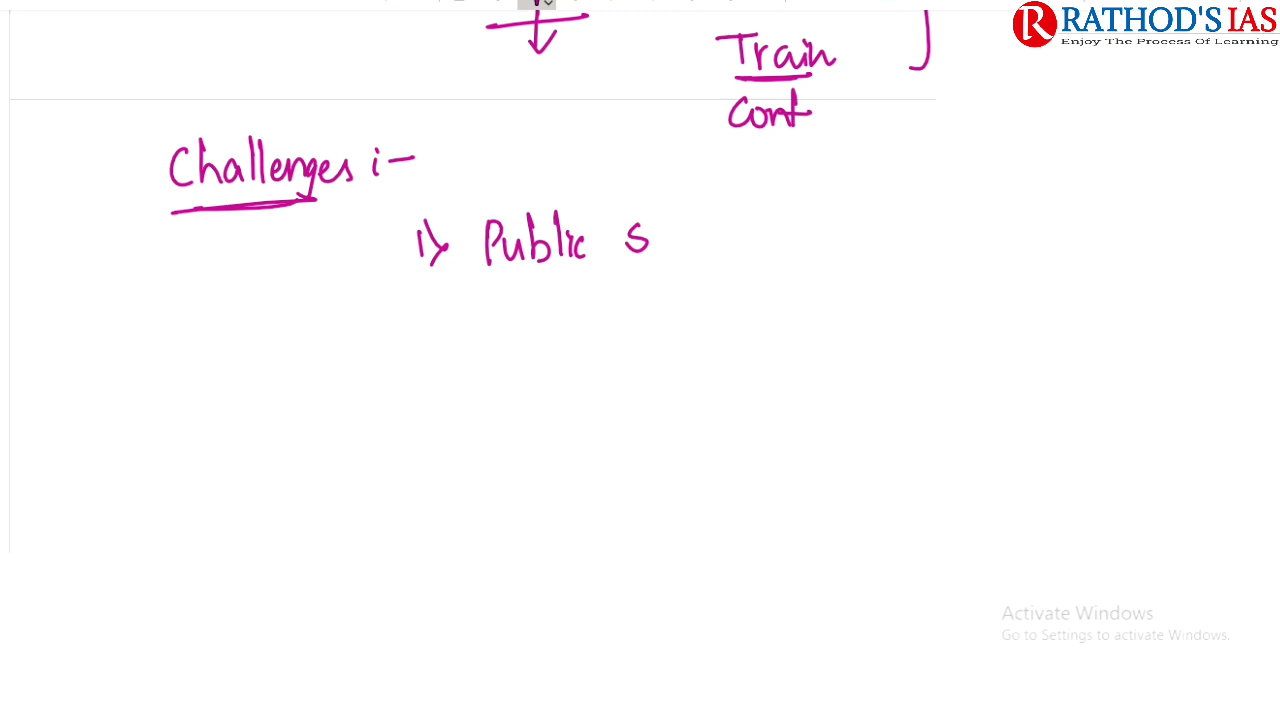 RATHOD'S IAS
Enjoy The Process Of Learning
Train
Cont
Challenges :-
1> Public S
Activate Windows
Go to Settings to activate Windows.